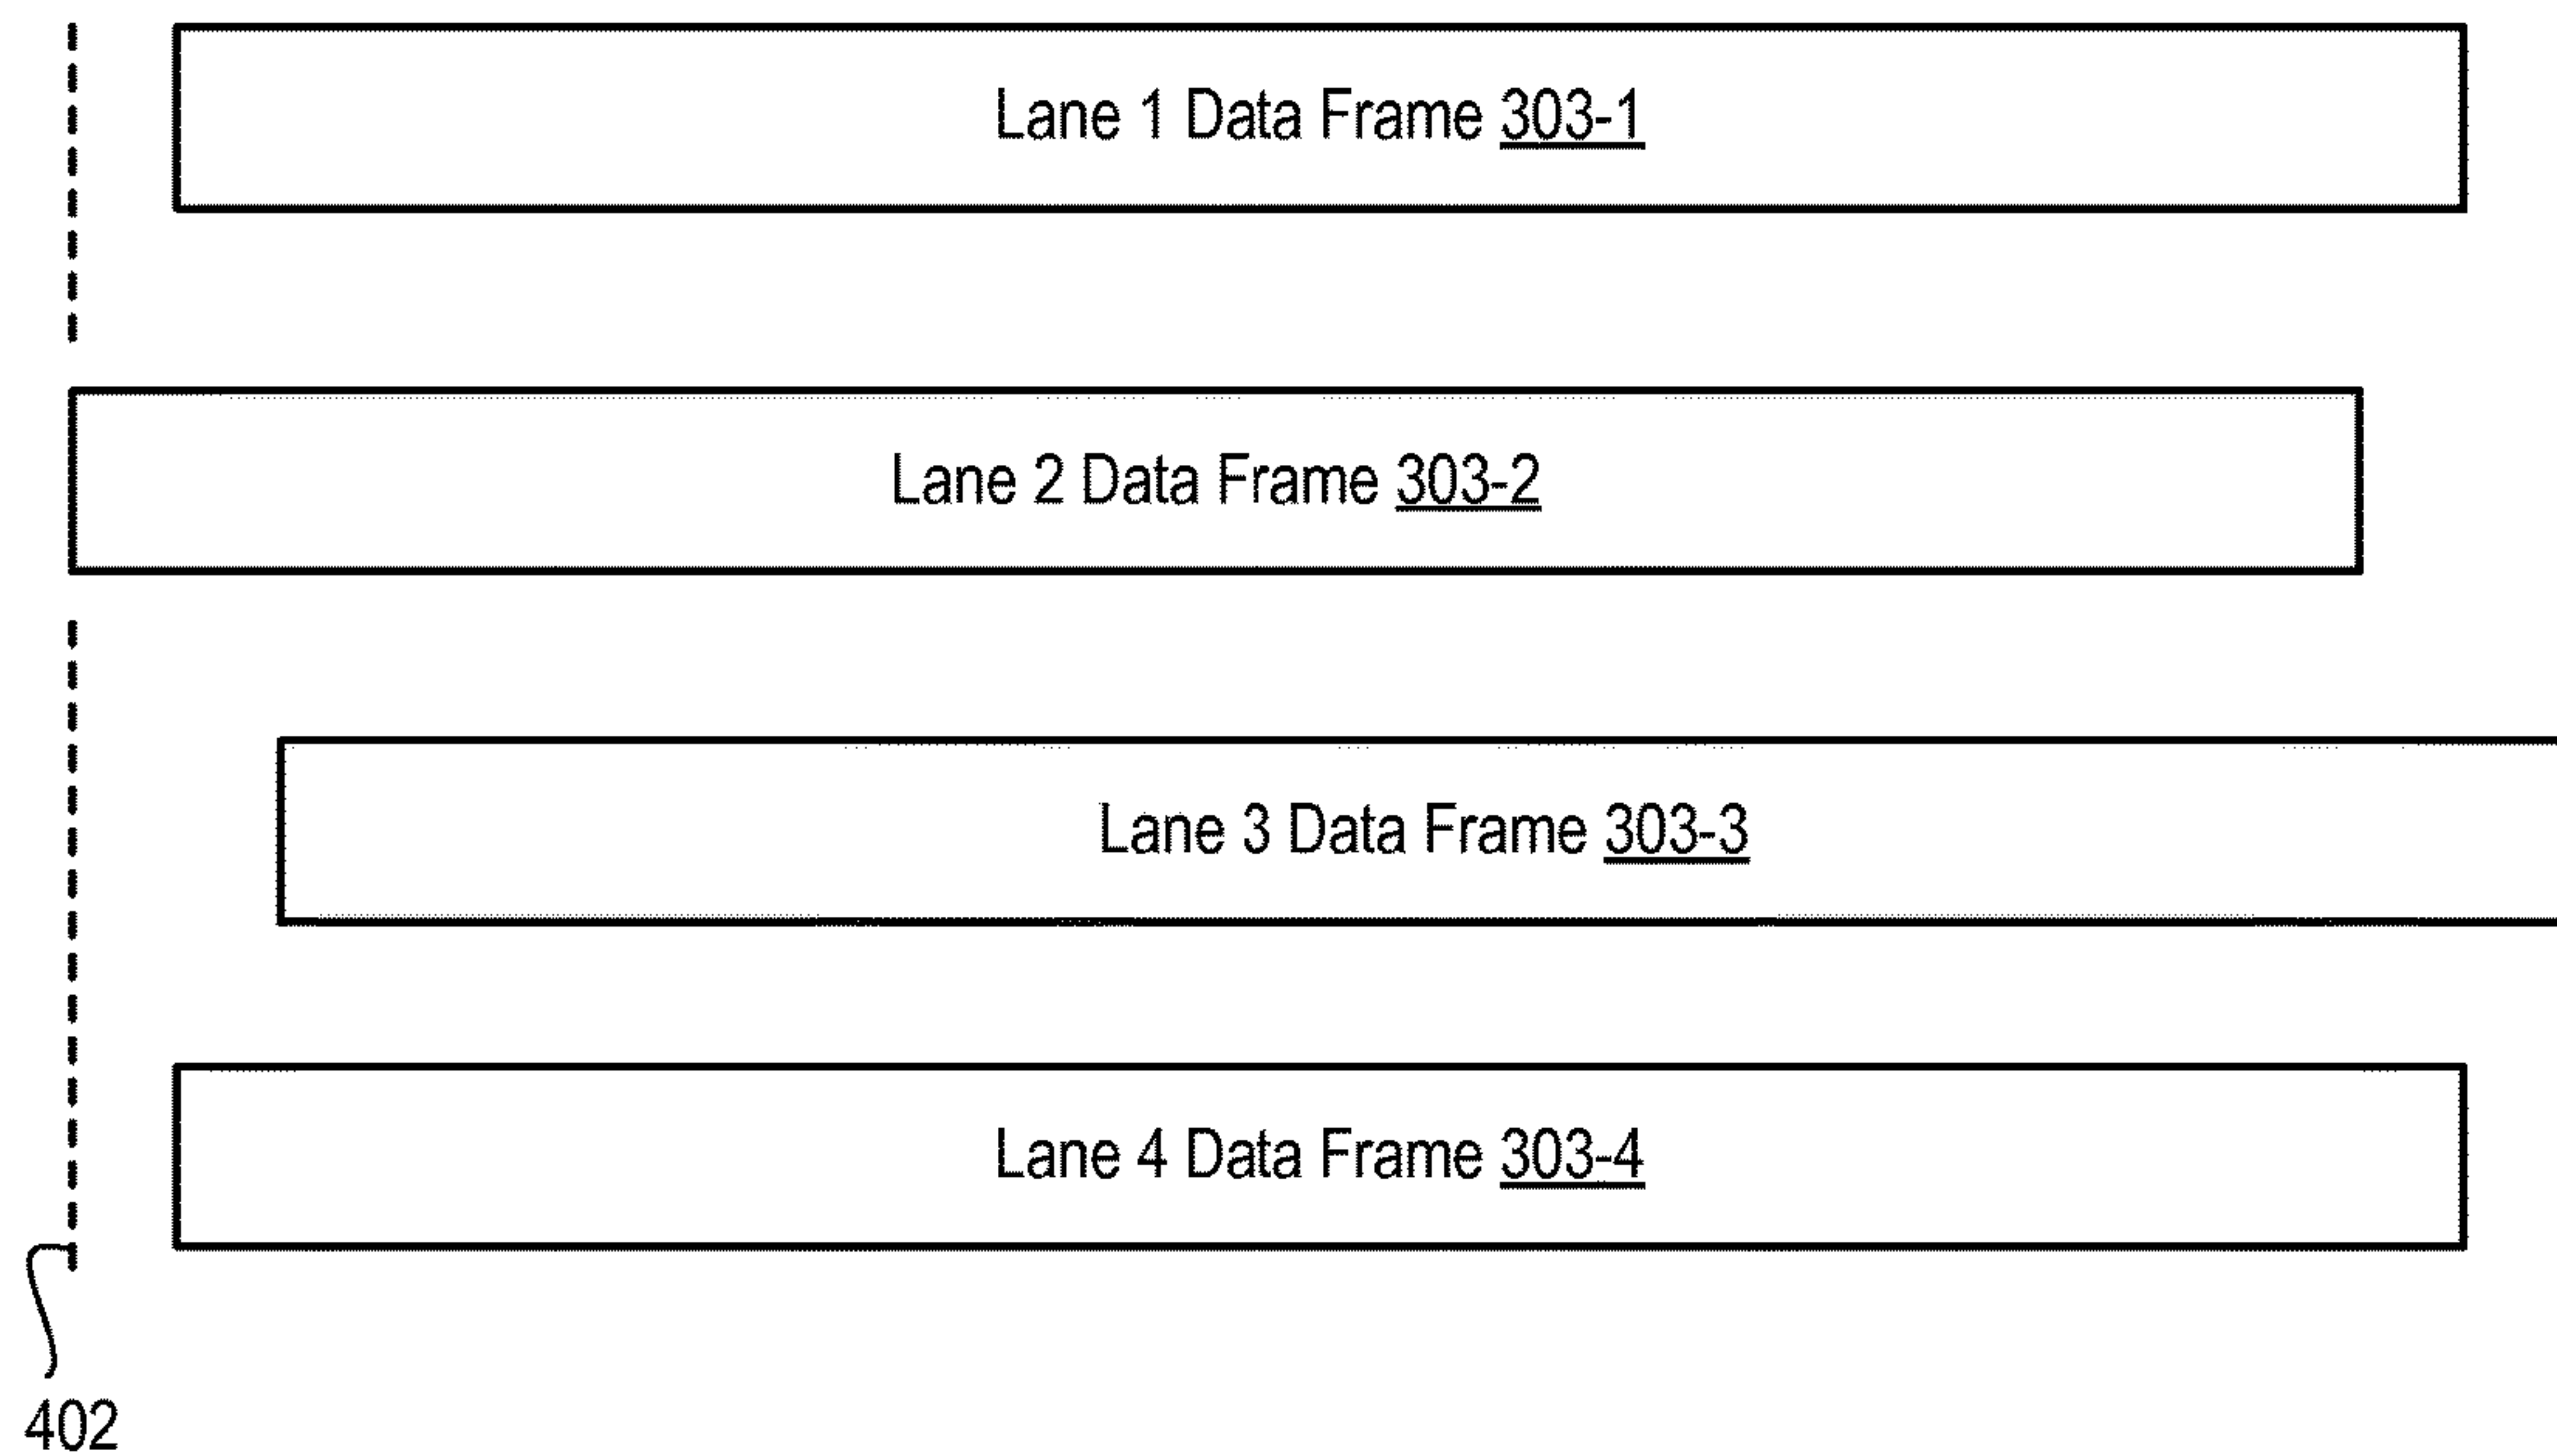 Lane 1 Data Frame 303-1
Lane 2 Data Frame 303-2
Lane 3 Data Frame 303-3
Lane 4 Data Frame 303-4
402